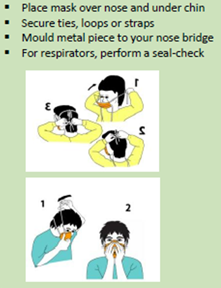 ▪ Place mask over nose and under chin
▪ Secure ties, loops or straps
▪ Mould metal piece to your nose bridge
▪ For respirators, perform a seal-check
1
3
2
1 2